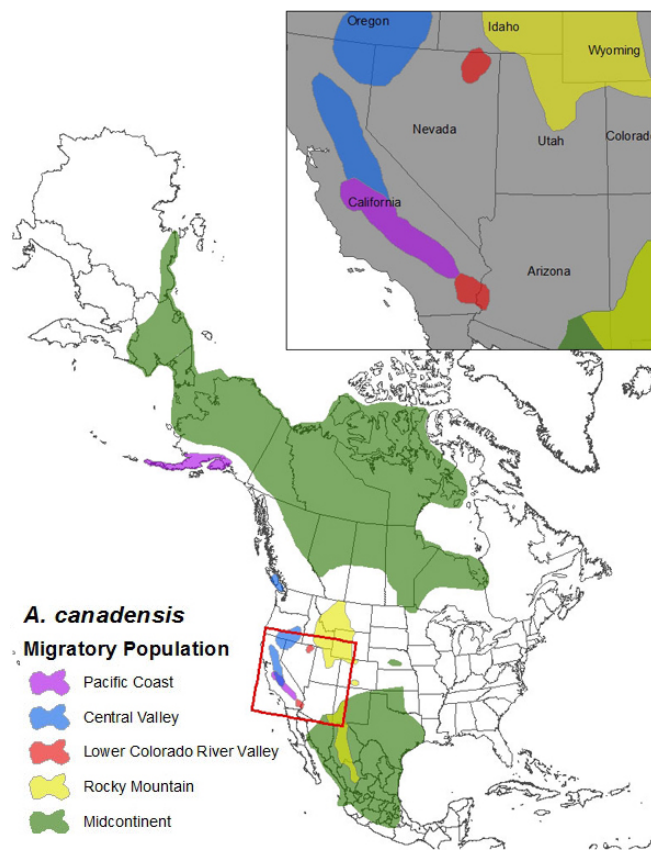 Oregon
Idaho
Wyoming
Nevada
Utah
Colorado
California
Arizona
A. canadensis
Migratory Population
Pacific Coast
Central Valley
Lower Colorado River Valley
Rocky Mountain
Midcontinent